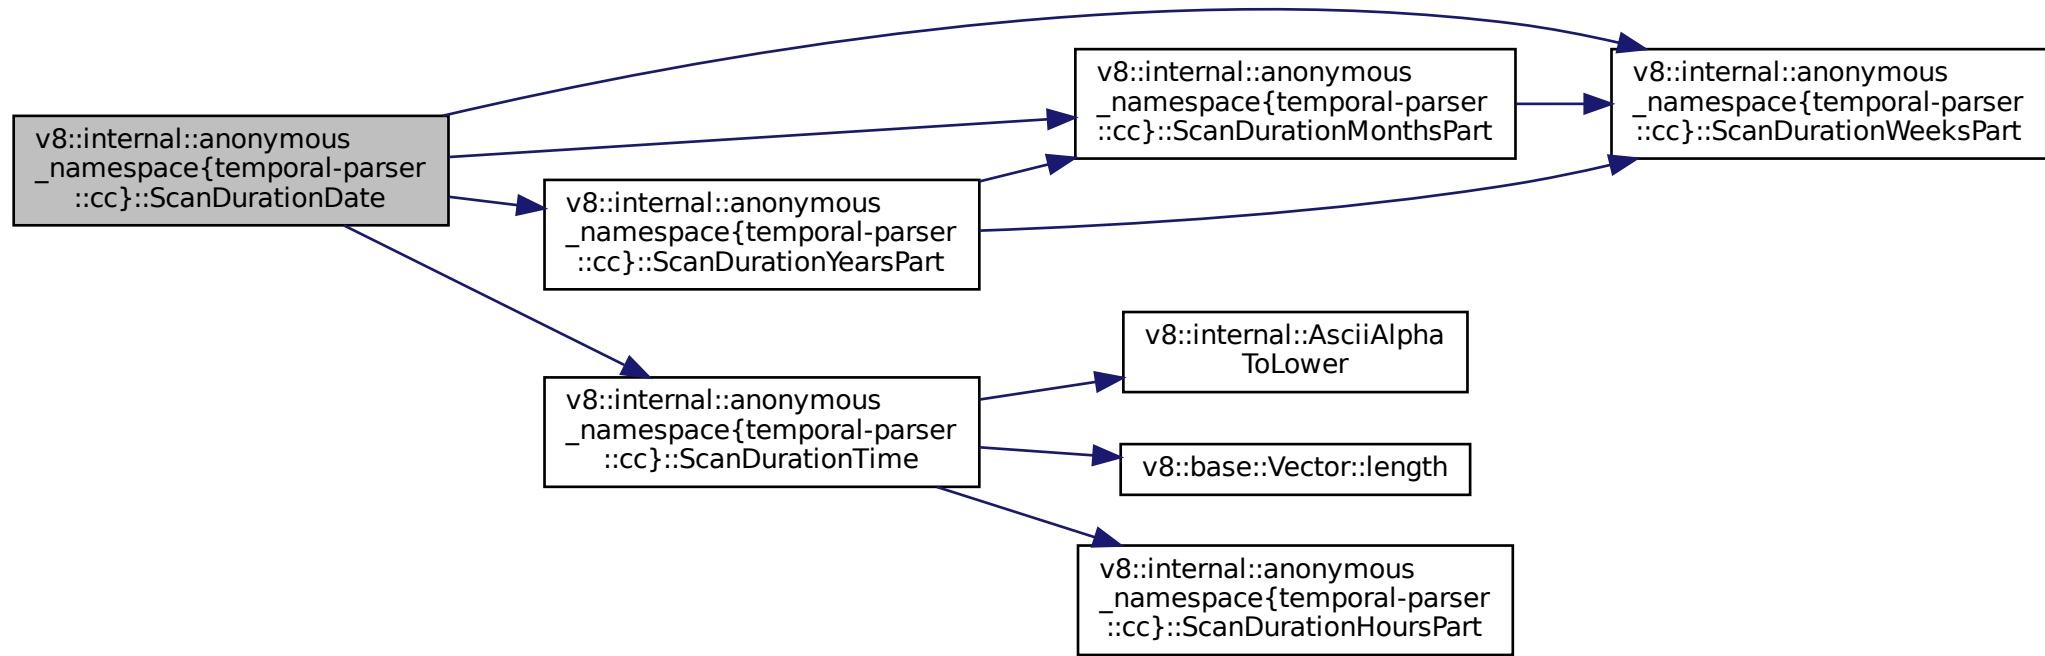 v8::internal::anonymous
_namespace{temporal-parser
::cc}::ScanDurationDate
v8::internal::anonymous
_namespace{temporal-parser
::cc}::ScanDurationMonthsPart
v8::internal::anonymous
_namespace{temporal-parser
::cc}::ScanDurationWeeksPart
v8::internal::anonymous
_namespace{temporal-parser
::cc}::ScanDurationYearsPart
v8::internal::anonymous
_namespace{temporal-parser
::cc}::ScanDurationTime
v8::internal::AsciiAlpha
ToLower
v8::base::Vector::length
v8::internal::anonymous
_namespace{temporal-parser
::cc}::ScanDurationHoursPart